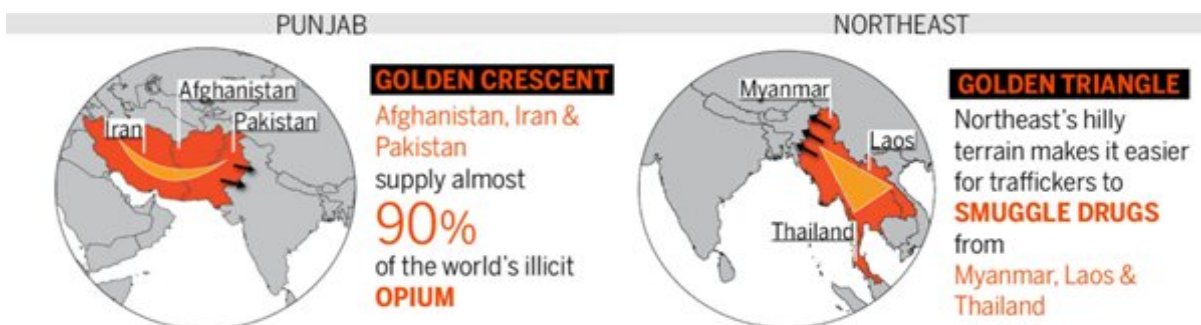 PUNJAB
Afghanistan
Iran
Pakistan
GOLDEN CRESCENT
Afghanistan, Iran &
Pakistan
supply almost
90%
of the world's illicit
OPIUM
NORTHEAST
Myanmar
Laos
Thailand
GOLDEN TRIANGLE
Northeast's hilly
terrain makes it easier
for traffickers to
SMUGGLE DRUGS
from
Myanmar, Laos &
Thailand